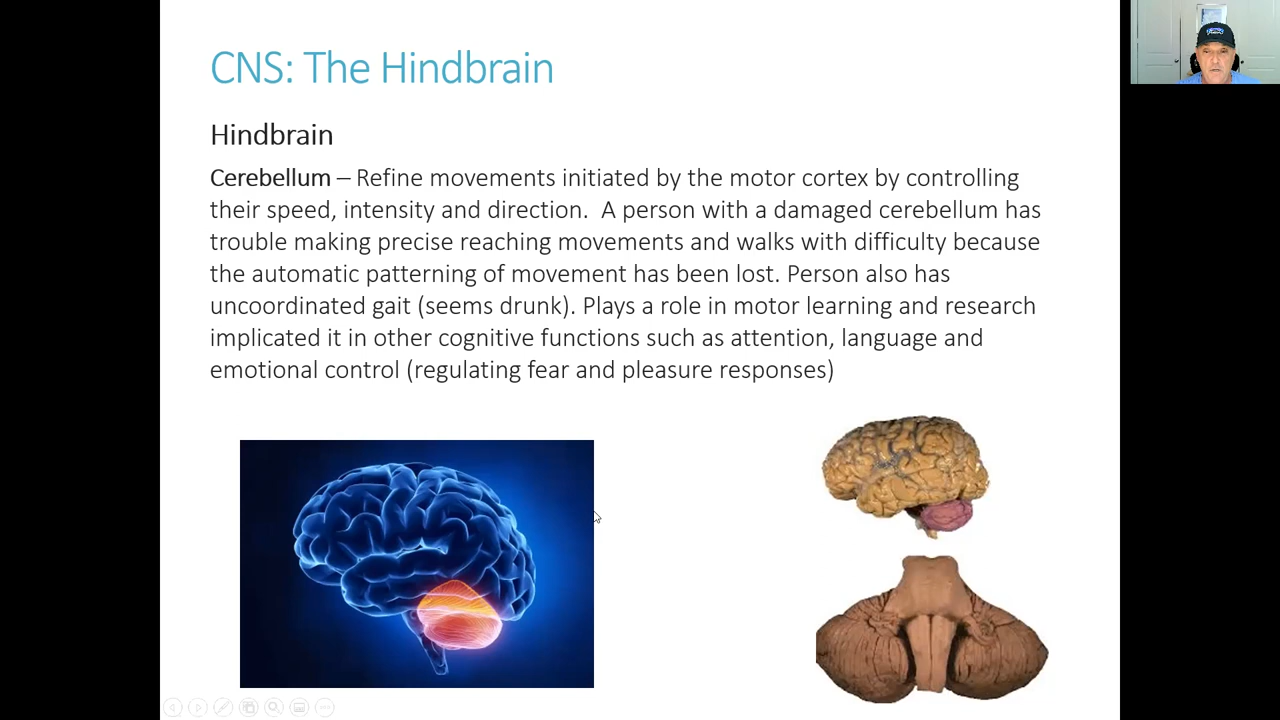 CNS: The Hindbrain
Hindbrain
Cerebellum – Refine movements initiated by the motor cortex by controlling
their speed, intensity and direction.  A person with a damaged cerebellum has
trouble making precise reaching movements and walks with difficulty because
the automatic patterning of movement has been lost. Person also has
uncoordinated gait (seems drunk). Plays a role in motor learning and research
implicated it in other cognitive functions such as attention, language and
emotional control (regulating fear and pleasure responses)